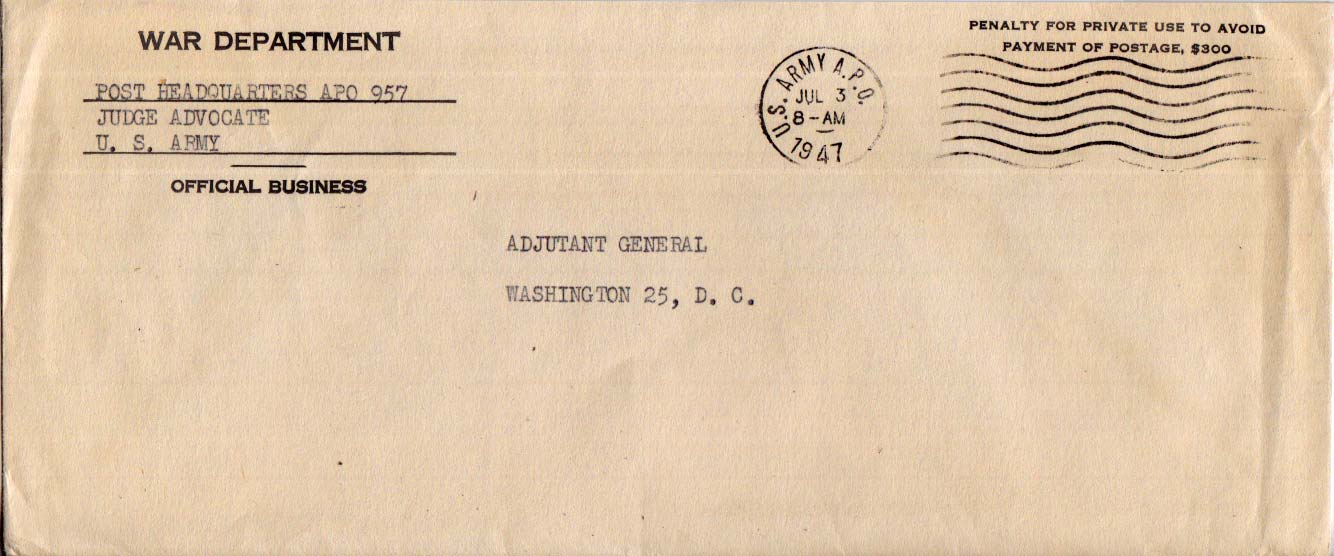 WAR DEPARTMENT
POST HEADQUARTERS APO 957
JUDGE ADVOCATE
U. S. ARMY
OFFICIAL BUSINESS
U.S. ARMY A.P.O.
JUL 3
8-AM
1947
PENALTY FOR PRIVATE USE TO AVOID
PAYMENT OF POSTAGE, $300
ADJUTANT GENERAL
WASHINGTON 25, D. C.